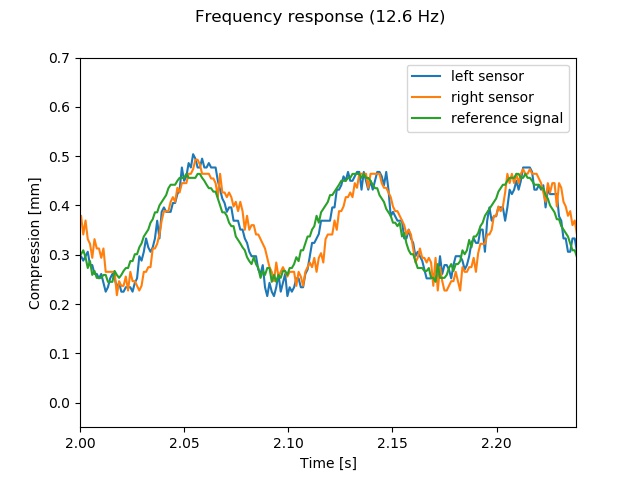 Frequency response (12.6 Hz)
left sensor
right sensor
reference signal
Compression [mm]
0.7
0.6
0.5
0.4
0.3
0.2
0.1
0.0
2.00 2.05 2.10 2.15 2.20
Time [s]